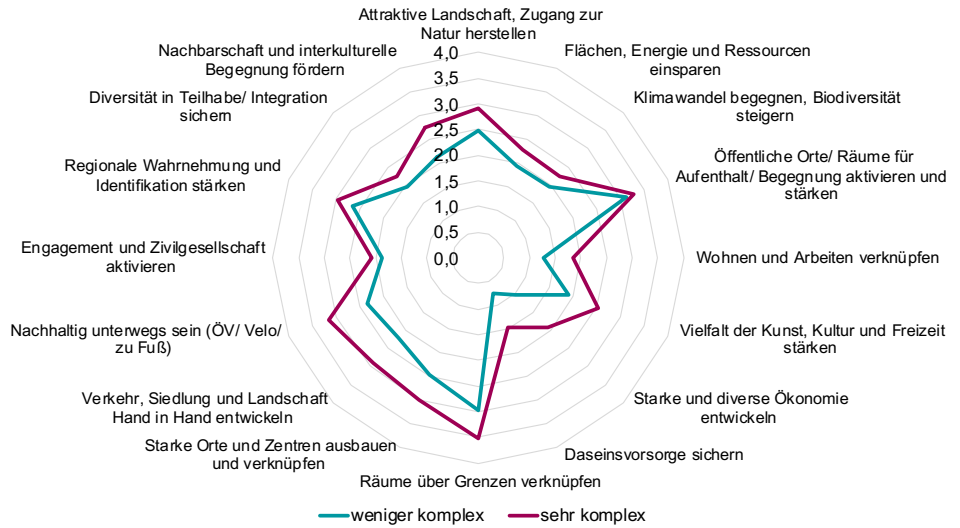 Attraktive Landschaft, Zugang zur
Natur herstellen
Flächen, Energie und Ressourcen
einsparen
Klimawandel begegnen, Biodiversität
steigern
Öffentliche Orte/ Räume für
Aufenthalt/ Begegnung aktivieren und
stärken
Wohnen und Arbeiten verknüpfen
Vielfalt der Kunst, Kultur und Freizeit
stärken
Starke und diverse Ökonomie
entwickeln
Daseinsvorsorge sichern
Räume über Grenzen verknüpfen
Starke Orte und Zentren ausbauen
und verknüpfen
Verkehr, Siedlung und Landschaft
Hand in Hand entwickeln
Nachhaltig unterwegs sein (ÖV/ Velo/
zu Fuß)
Engagement und Zivilgesellschaft
aktivieren
Regionale Wahrnehmung und
Identifikation stärken
Diversität in Teilhabe/ Integration
sichern
Nachbarschaft und interkulturelle
Begegnung fördern
4,0
3,5
3,0
2,5
2,0
1,5
1,0
0,5
0,0
weniger komplex
sehr komplex